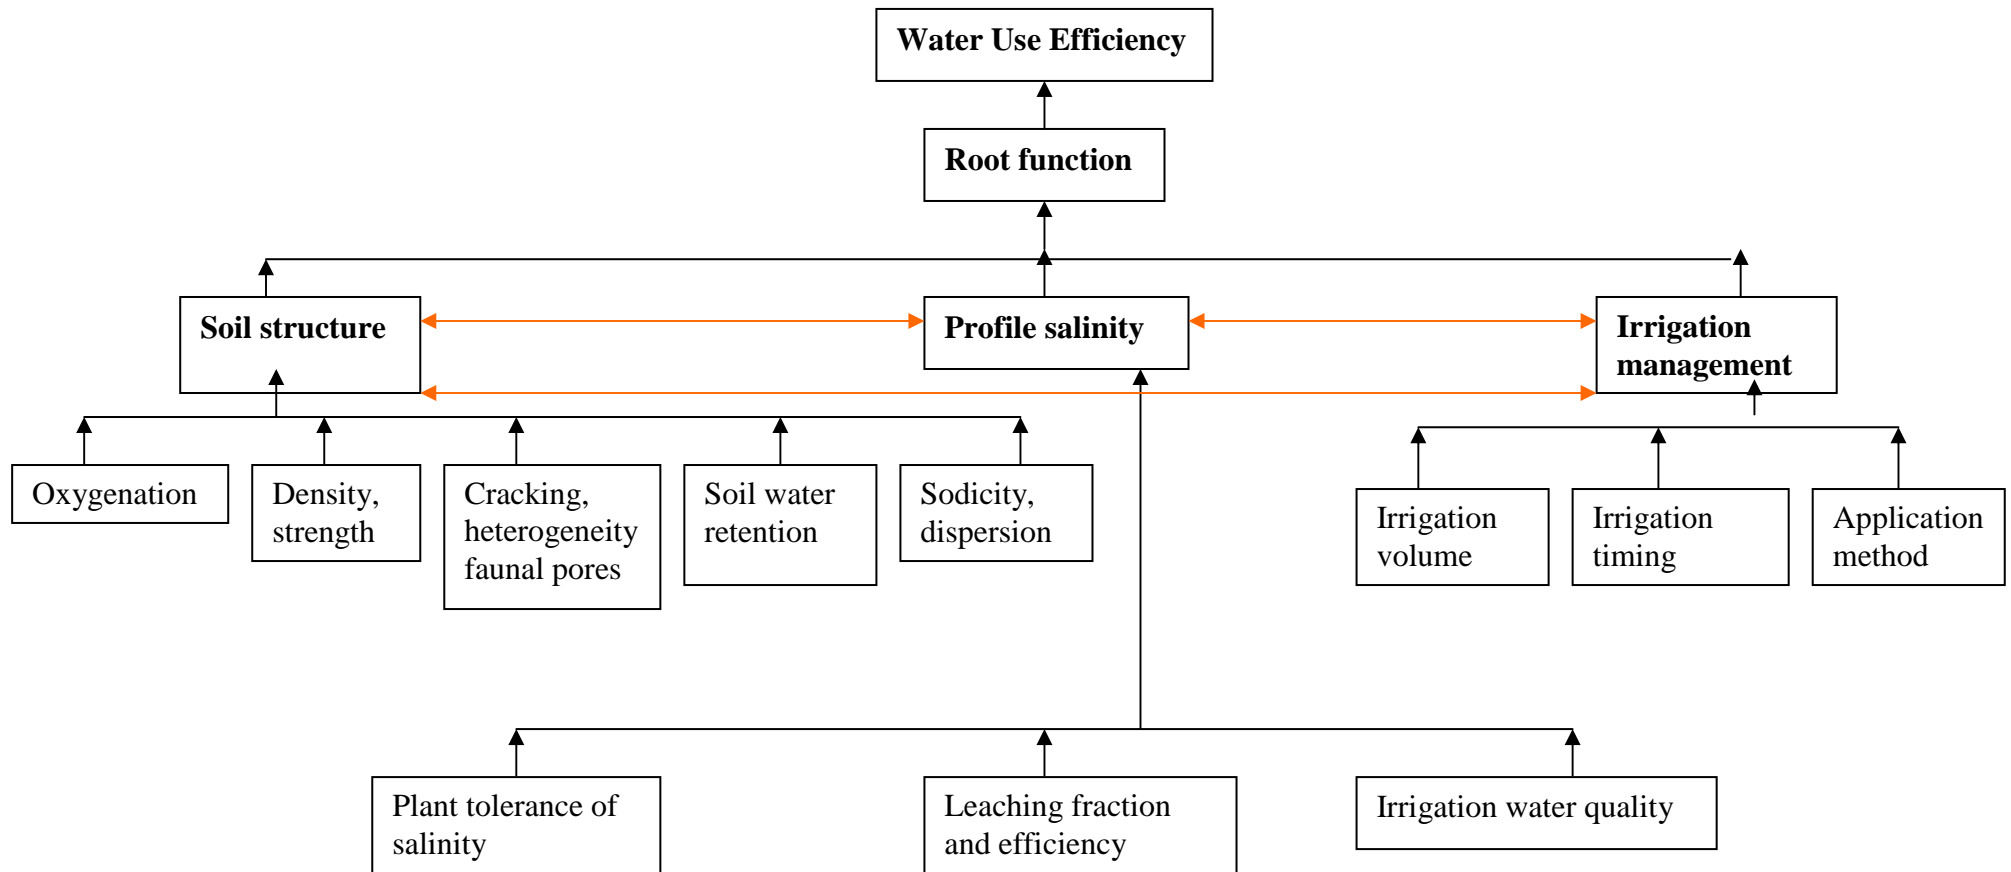 Water Use Efficiency
Root function
Soil structure
Profile salinity
Irrigation
management
Oxygenation
Density,
strength
Cracking,
heterogeneity
faunal pores
Soil water
retention
Sodicity,
dispersion
Irrigation
volume
Irrigation
timing
Application
method
Plant tolerance of
salinity
Leaching fraction
and efficiency
Irrigation water quality